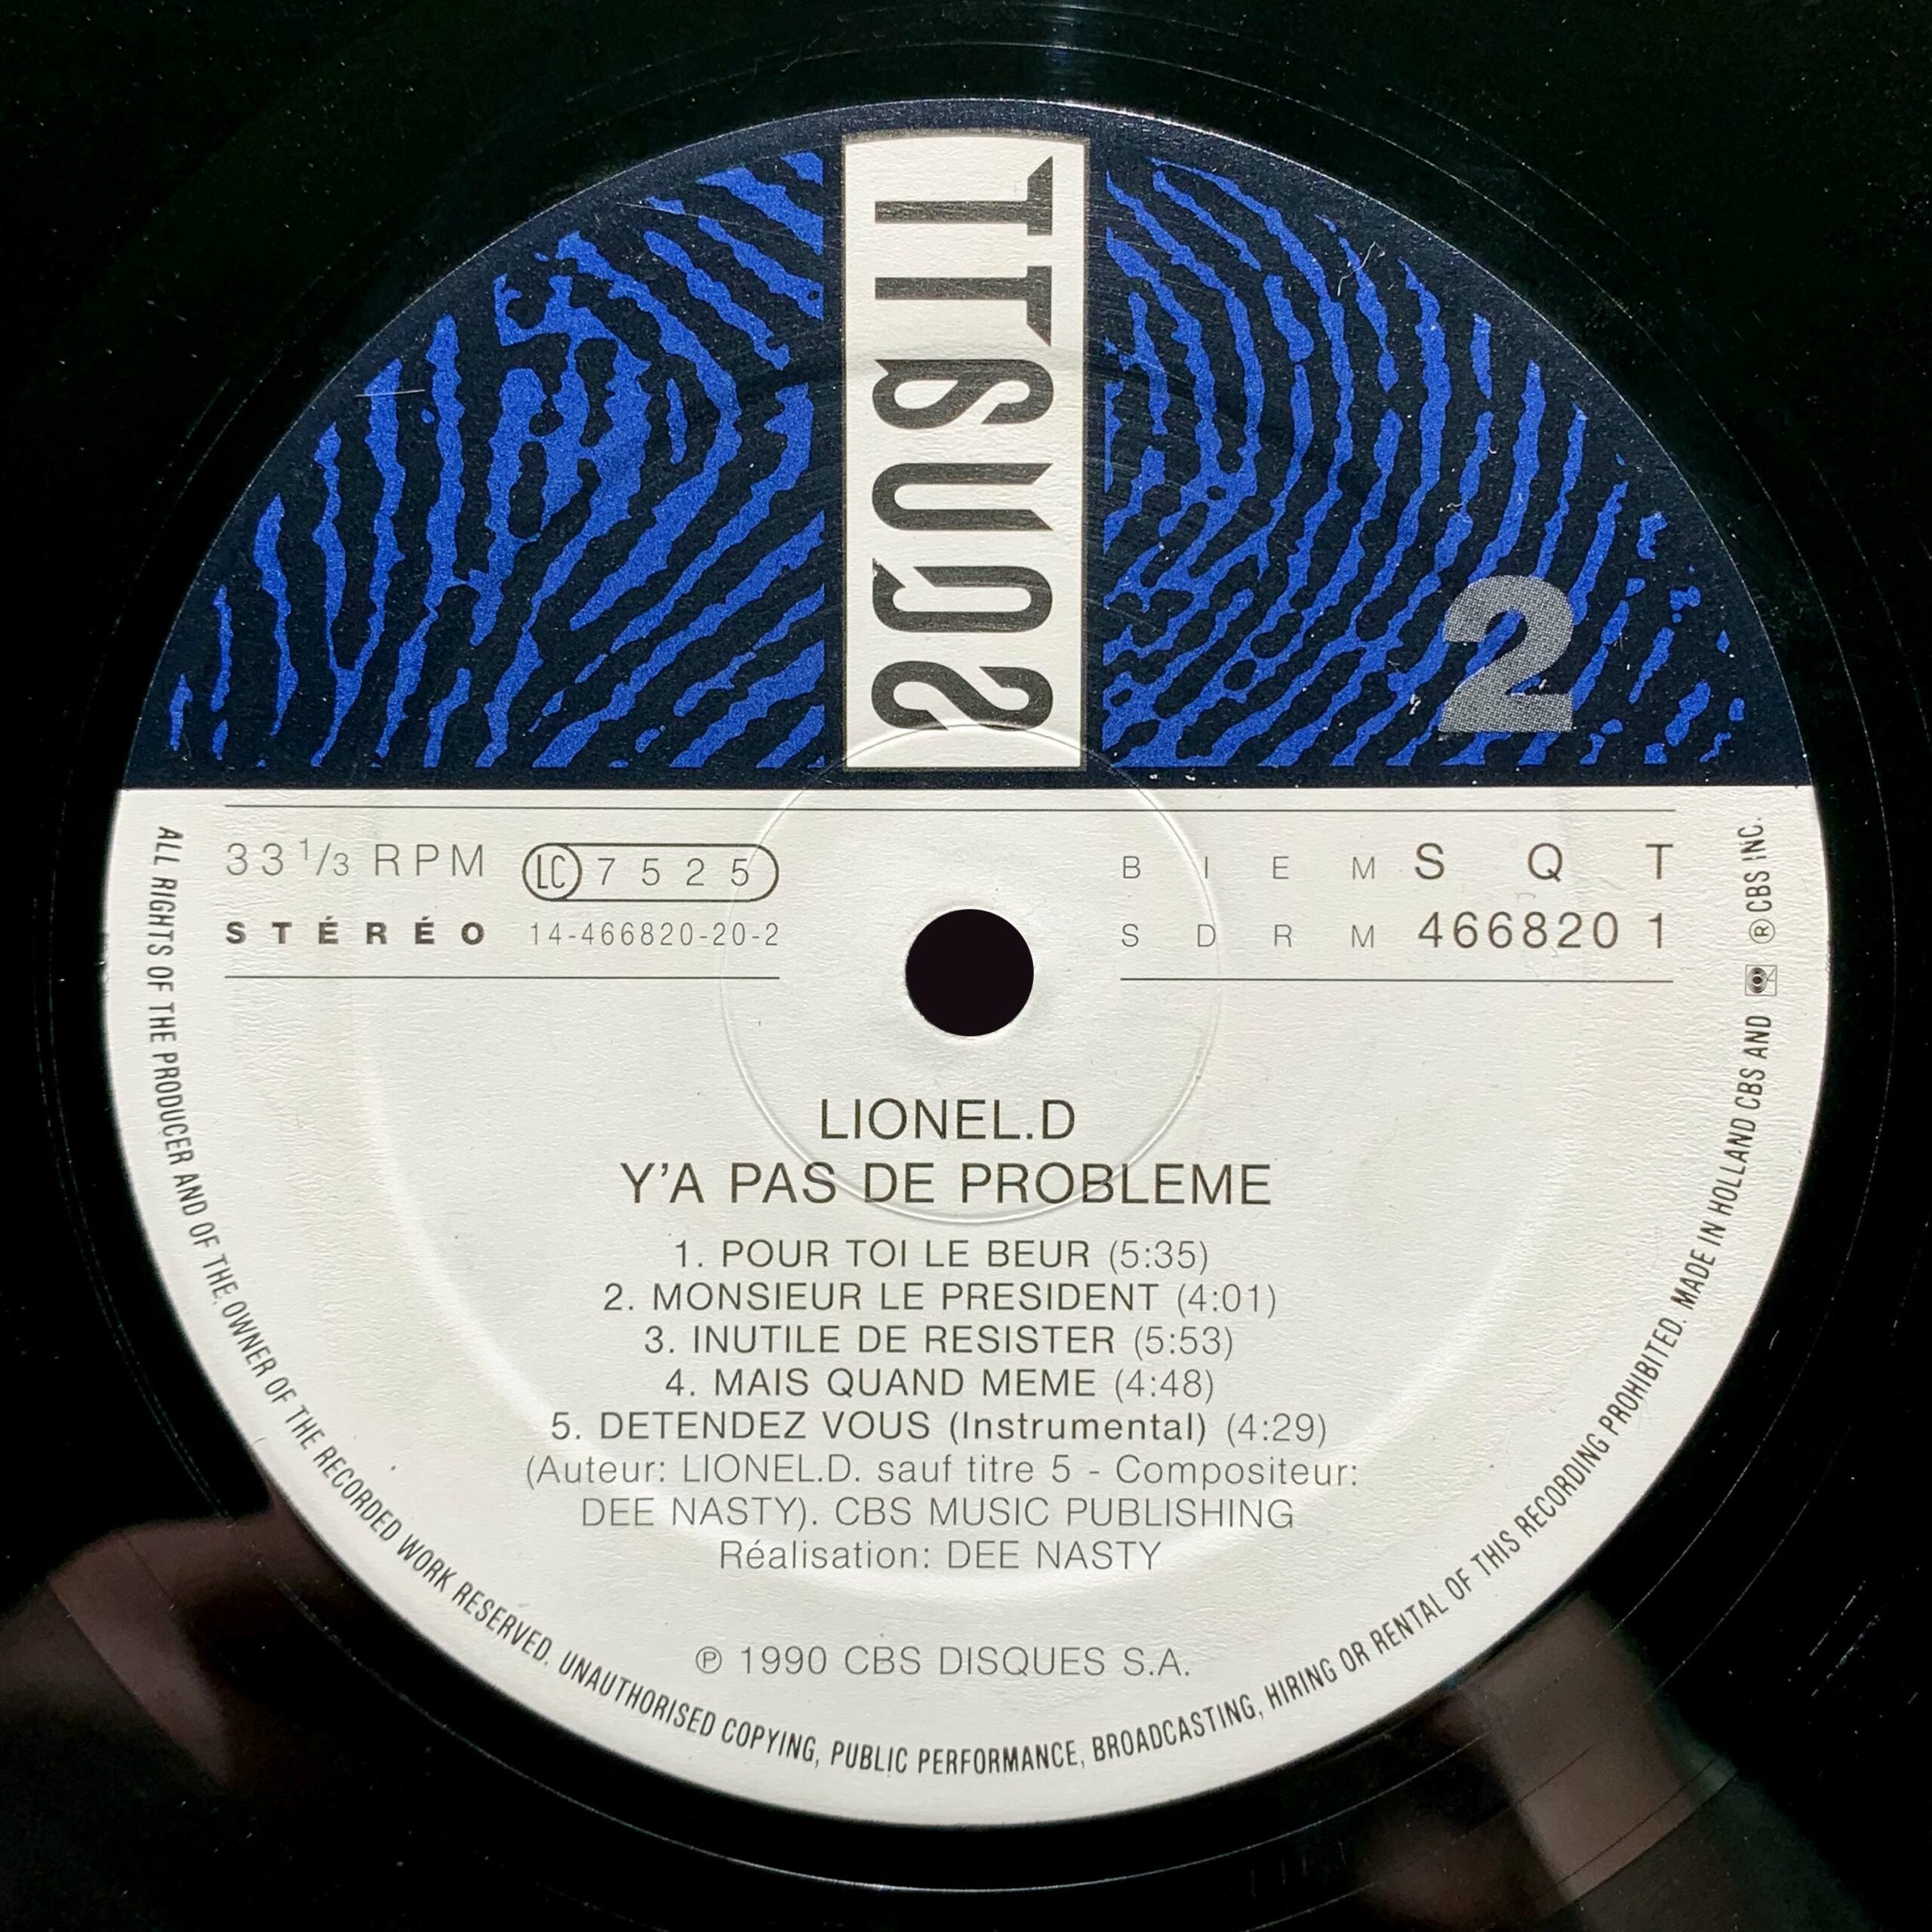 SQUATT
2
33 1/3 RPM LC 7525
STÉRÉO 14-466820-20-2
BIEM SQT
SDRM 466820 1
LIONEL.D
Y'A PAS DE PROBLEME
1. POUR TOI LE BEUR (5:35)
2. MONSIEUR LE PRESIDENT (4:01)
3. INUTILE DE RESISTER (5:53)
4. MAIS QUAND MEME (4:48)
5. DETENDEZ VOUS (Instrumental) (4:29)
(Auteur: LIONEL.D. sauf titre 5 - Compositeur:
DEE NASTY). CBS MUSIC PUBLISHING
Réalisation: DEE NASTY
℗ 1990 CBS DISQUES S.A.
ALL RIGHTS OF THE PRODUCER AND OF THE OWNER OF THE RECORDED WORK RESERVED. UNAUTHORISED COPYING, PUBLIC PERFORMANCE, BROADCASTING, HIRING OR RENTAL OF THIS RECORDING PROHIBITED. MADE IN HOLLAND CBS AND ® CBS INC.